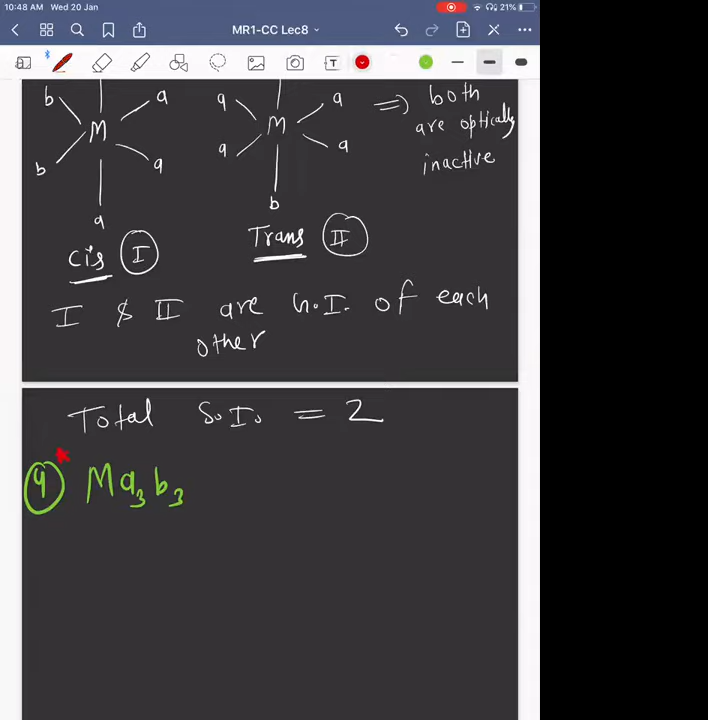 10:48 AM Wed 20 Jan
21%
MR1-CC Lec8
T
b a a a
M M
b a a a
a b
=) both
are optically
inactive
Cis I Trans II
I & II are G.I. of each
other
Total S.I. = 2
4 * Ma3b3